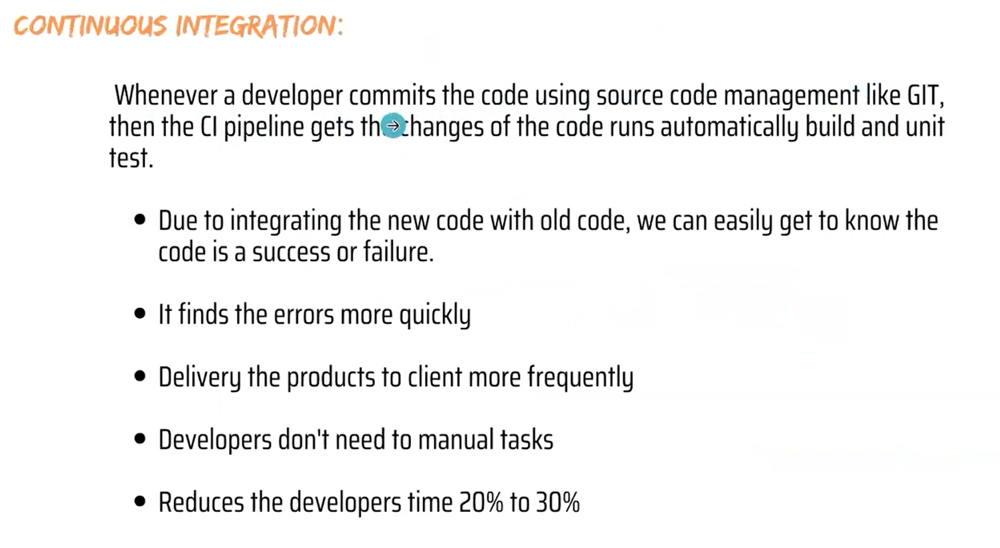 CONTINUOUS INTEGRATION:
Whenever a developer commits the code using source code management like GIT,
then the CI pipeline gets the changes of the code runs automatically build and unit
test.
• Due to integrating the new code with old code, we can easily get to know the
code is a success or failure.
• It finds the errors more quickly
• Delivery the products to client more frequently
• Developers don't need to manual tasks
• Reduces the developers time 20% to 30%